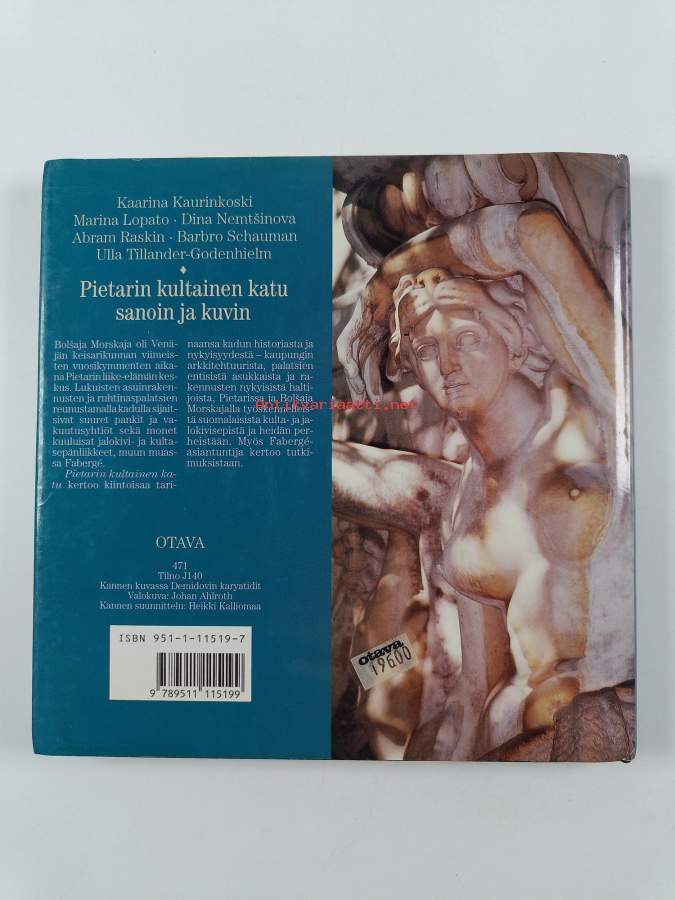 Kaarina Kaurinkoski
Marina Lopato · Dina Nemtšinova
Abram Raskin · Barbro Schauman
Ulla Tillander-Godenhielm
Pietarin kultainen katu
sanoin ja kuvin
Bolšaja Morskaja oli Venä-
jän keisarikunnan viimeis-
ten vuosikymmenten aika-
na Pietarin liike-elämän kes-
kus. Lukuisten asuinraken-
nusten ja ruhtinaspalatsien
reunustamalla kadulla sijait-
sivat suuret pankit ja va-
kuutusyhtiöt sekä monet
kuuluisat jalokivi- ja kulta-
sepänliikkeet, muun muas-
sa Fabergé.
Pietarin kultainen ka-
tu kertoo kiintoisaa tari-
naansa kadun historiasta ja
nykyisyydestä – kaupungin
arkkitehtuurista, palatsien
entisistä asukkaista ja ra-
kennusten nykyisistä halti-
joista, Pietarissa ja Bolšaja
Morskajalla työskennelleis-
tä suomalaisista kulta- ja ja-
lokivisepistä ja heidän per-
heistään. Myös Fabergé-
asiantuntija kertoo tutki-
muksistaan.
antikvariaatti.net
OTAVA
471
Tilno J140
Kannen kuvassa Demidovin karyatidit
Valokuva: Johan Ahlroth
Kannen suunnittelu: Heikki Kalliomaa
ISBN 951-1-11519-7
9 789511 115199
otava
19600